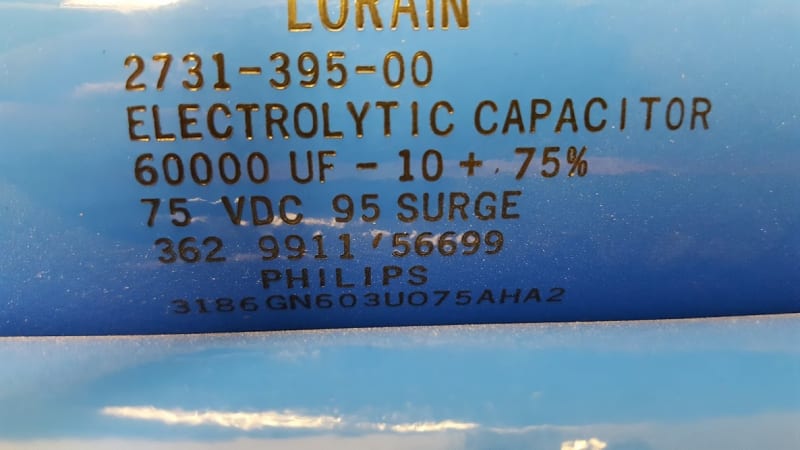 LORAIN
2731-395-00
ELECTROLYTIC CAPACITOR
60000 UF - 10 + 75%
75 VDC 95 SURGE
362 9911 '56699
PHILIPS
3186GN603U075AHA2